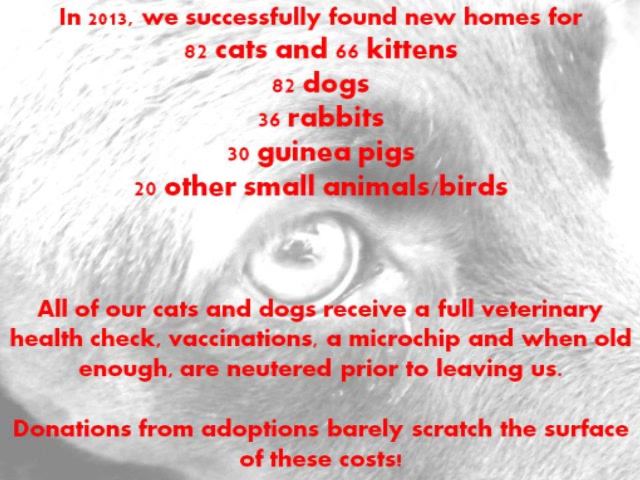 In 2013, we successfully found new homes for
82 cats and 66 kittens
82 dogs
36 rabbits
30 guinea pigs
20 other small animals/birds
All of our cats and dogs receive a full veterinary
health check, vaccinations, a microchip and when old
enough, are neutered prior to leaving us.
Donations from adoptions barely scratch the surface
of these costs!